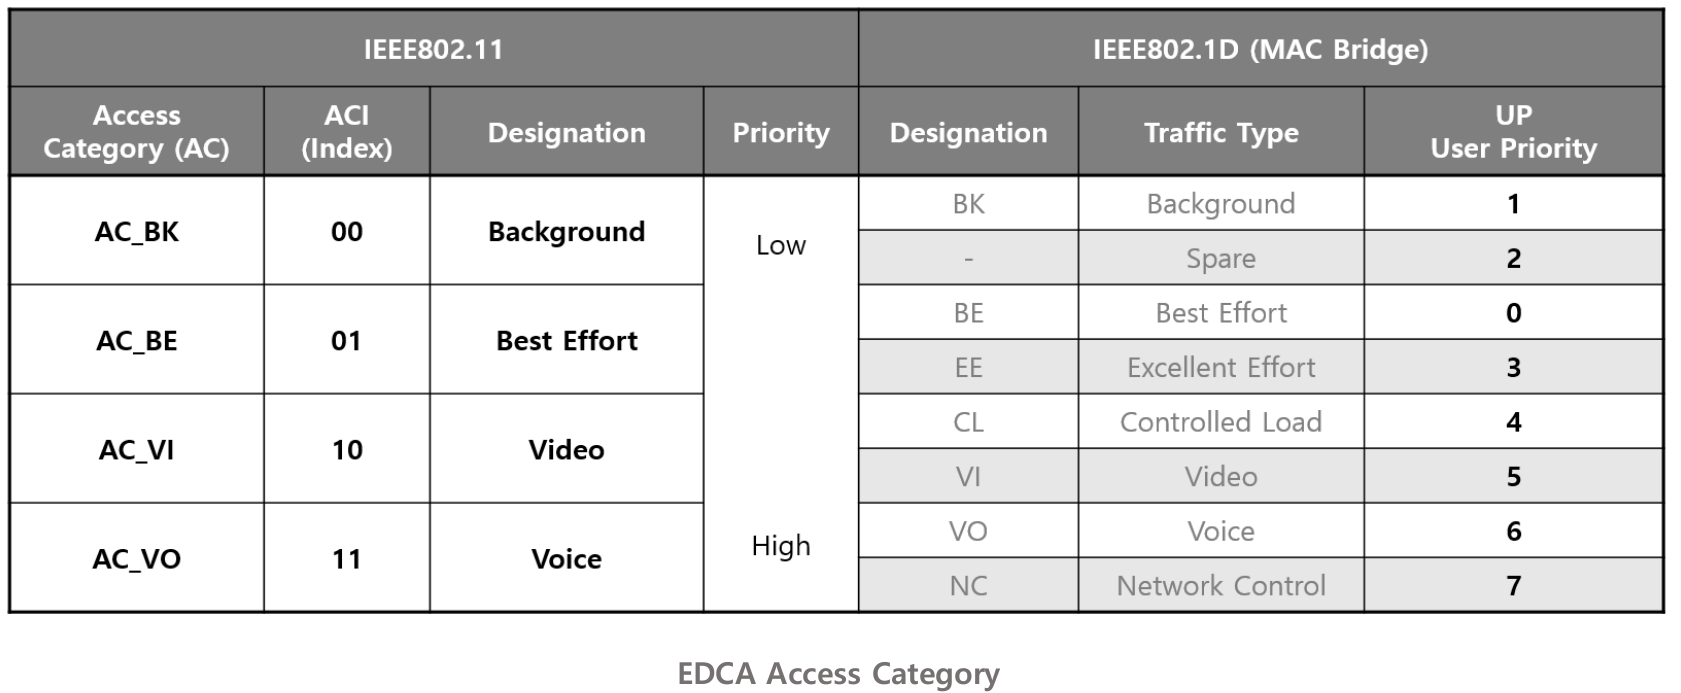 IEEE802.11
IEEE802.1D (MAC Bridge)
Access
Category (AC)
ACI
(Index)
Designation
Priority
Designation
Traffic Type
UP
User Priority
AC_BK
00
Background
Low
BK
Background
1
-
Spare
2
AC_BE
01
Best Effort
BE
Best Effort
0
EE
Excellent Effort
3
AC_VI
10
Video
CL
Controlled Load
4
VI
Video
5
AC_VO
11
Voice
High
VO
Voice
6
NC
Network Control
7
EDCA Access Category